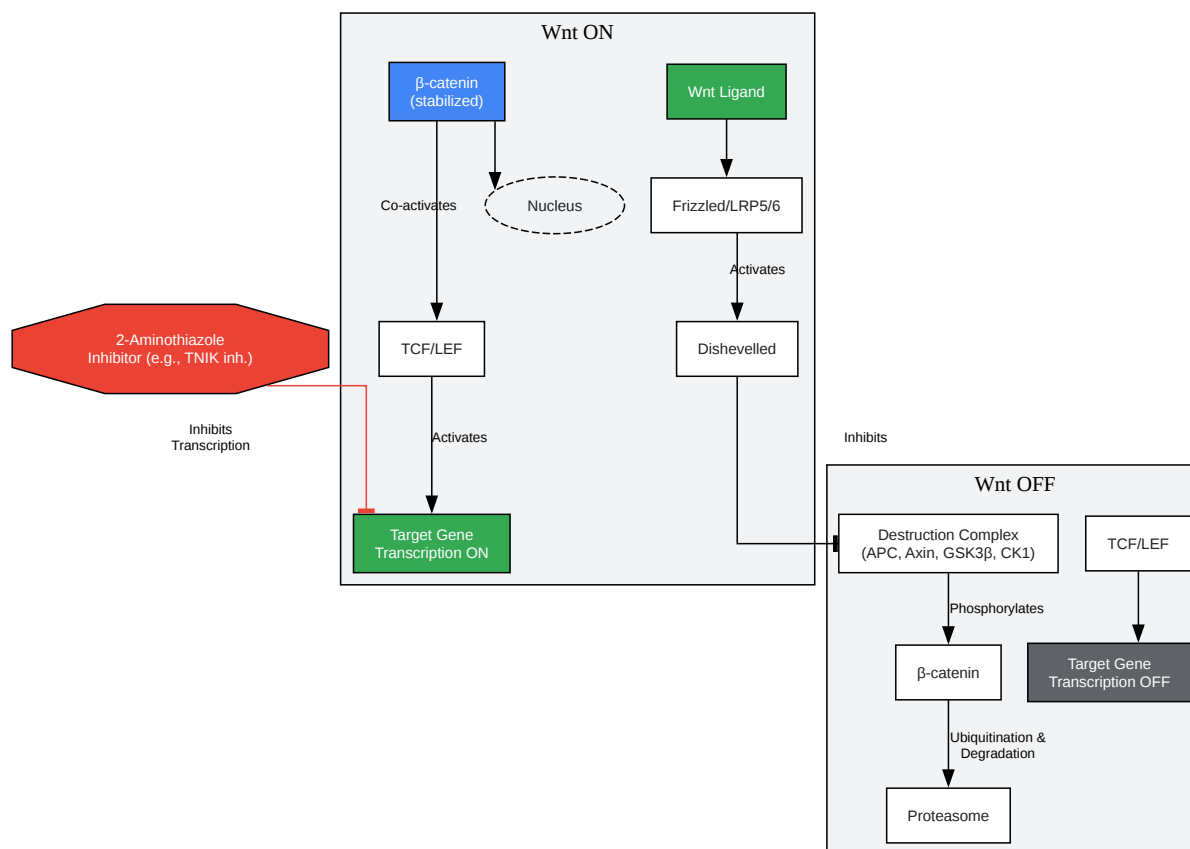 Wnt ON
β-catenin
(stabilized)
Wnt Ligand
Co-activates
Nucleus
Frizzled/LRP5/6
Activates
2-Aminothiazole
Inhibitor (e.g., TNIK inh.)
TCF/LEF
Dishevelled
Inhibits
Transcription
Activates
Inhibits
Target Gene
Transcription ON
Wnt OFF
Destruction Complex
(APC, Axin, GSK3β, CK1)
TCF/LEF
Phosphorylates
β-catenin
Target Gene
Transcription OFF
Ubiquitination &
Degradation
Proteasome